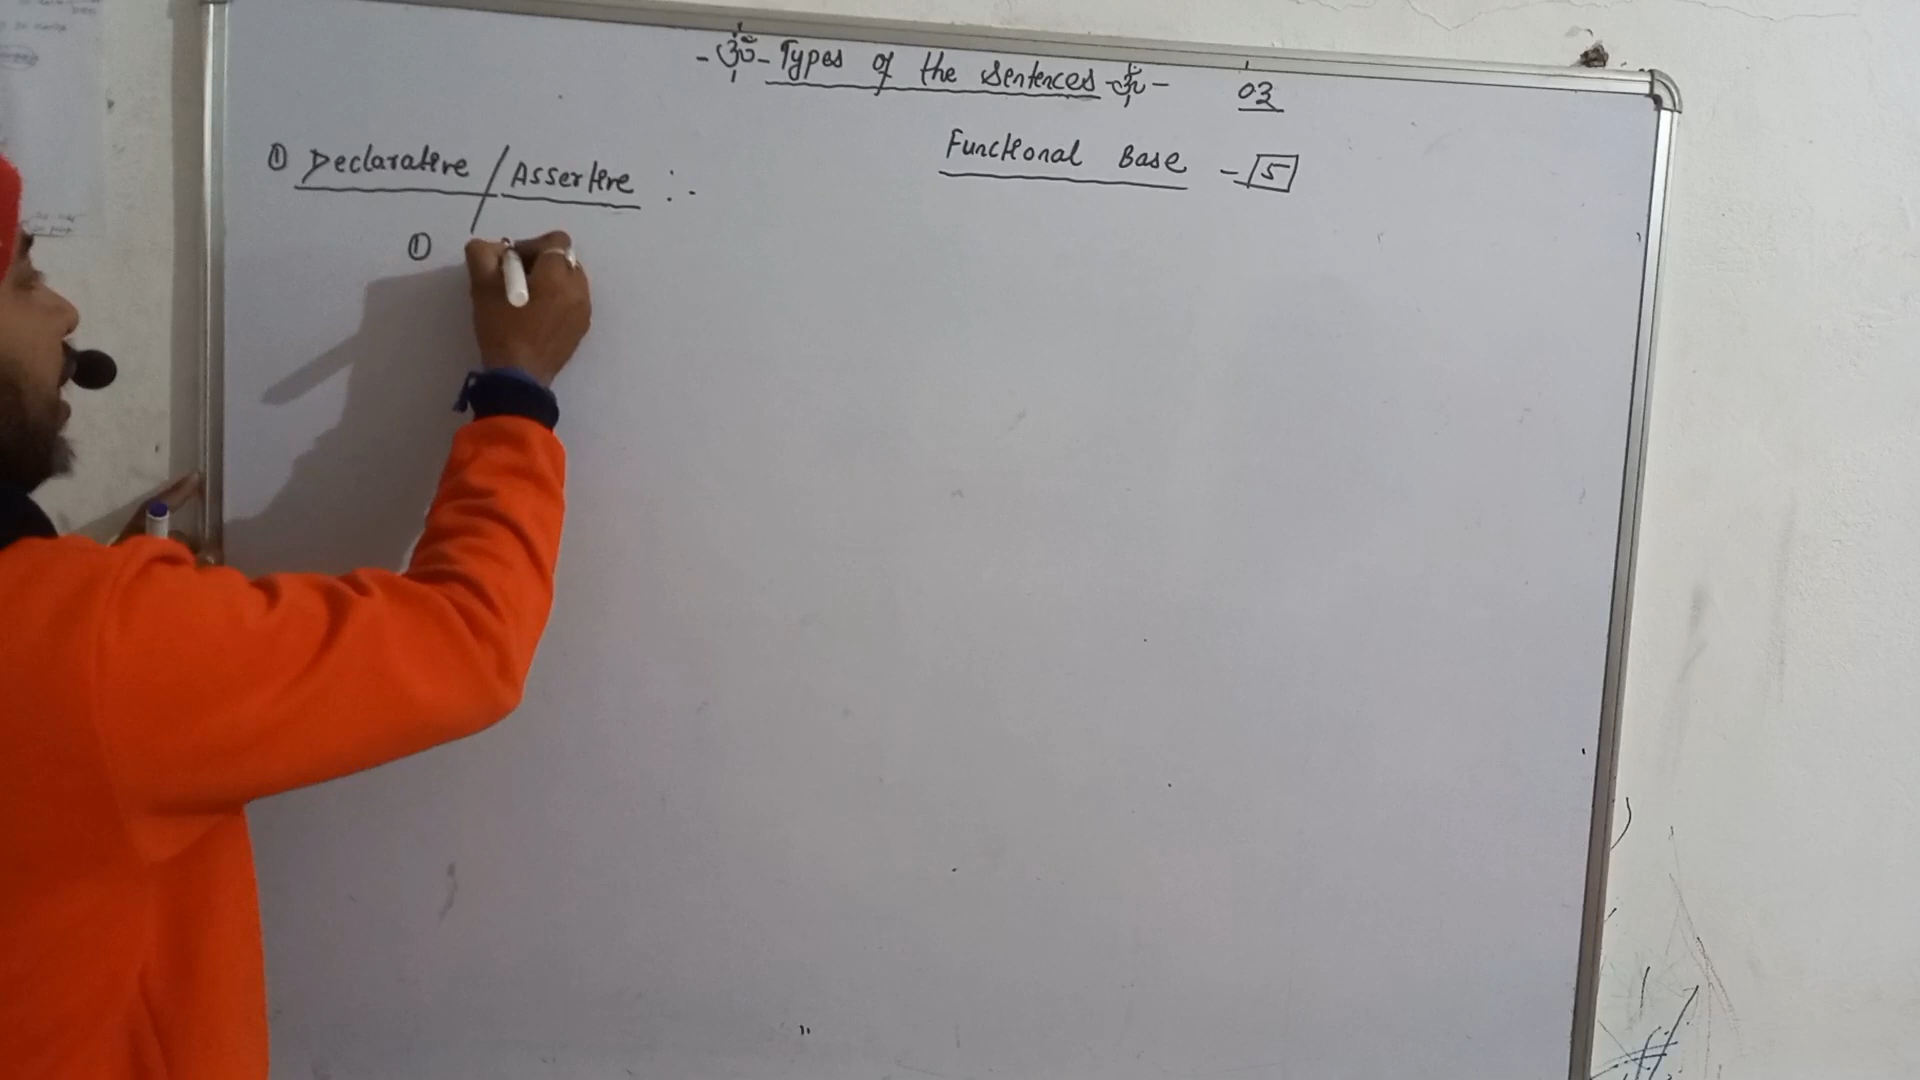 Types of the Sentences 03
Functional Base - 5
① Declarative / Assertive :-
①